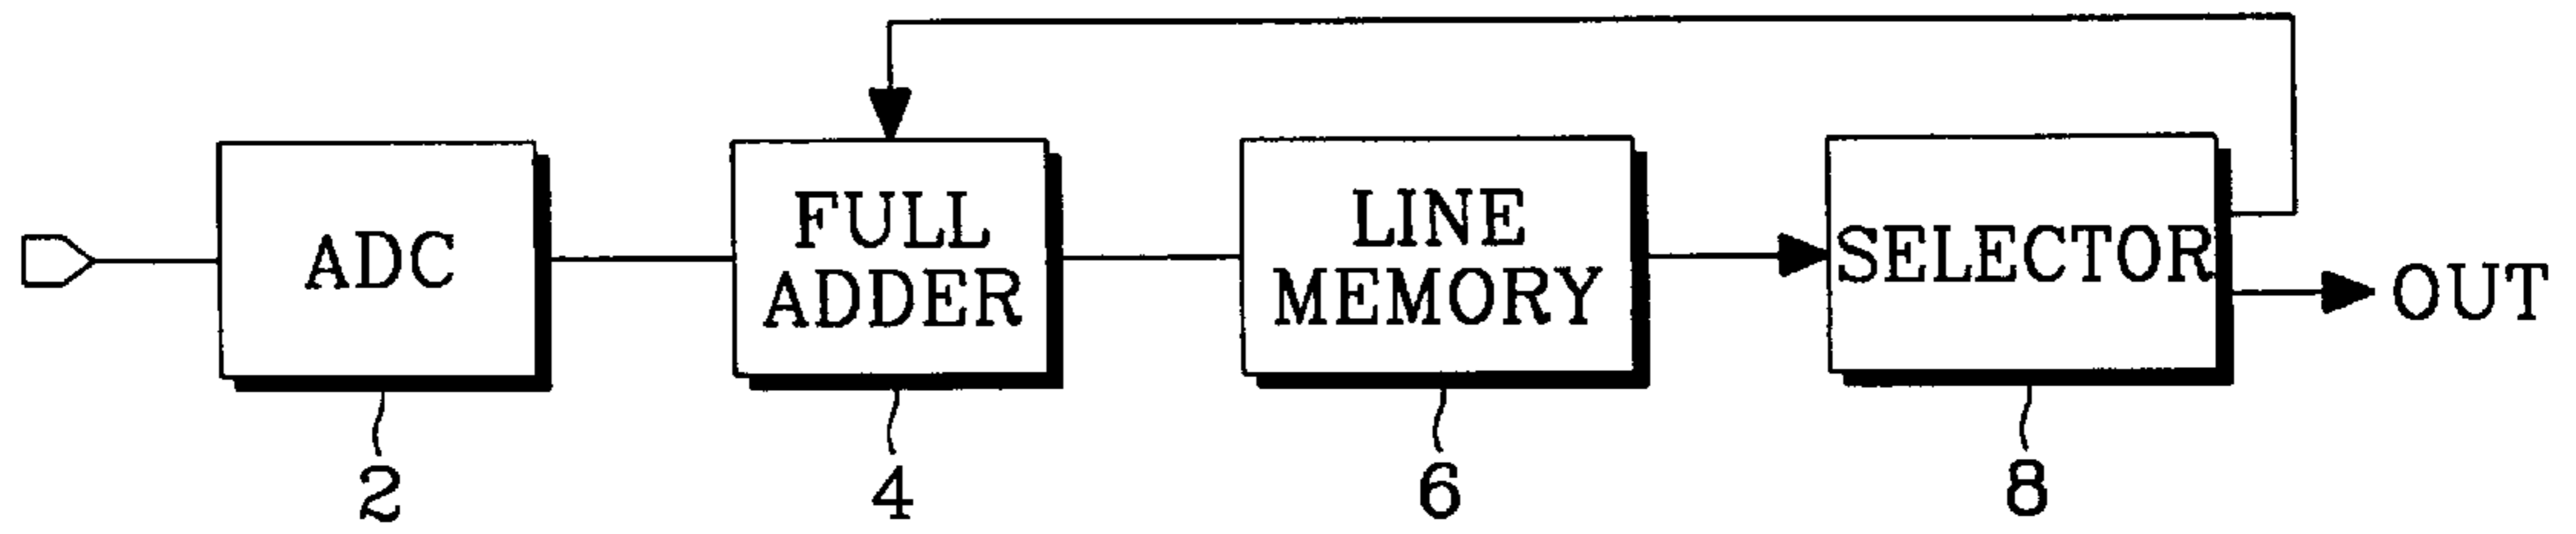 ADC
FULL
ADDER
LINE
MEMORY
SELECTOR
OUT
2
4
6
8